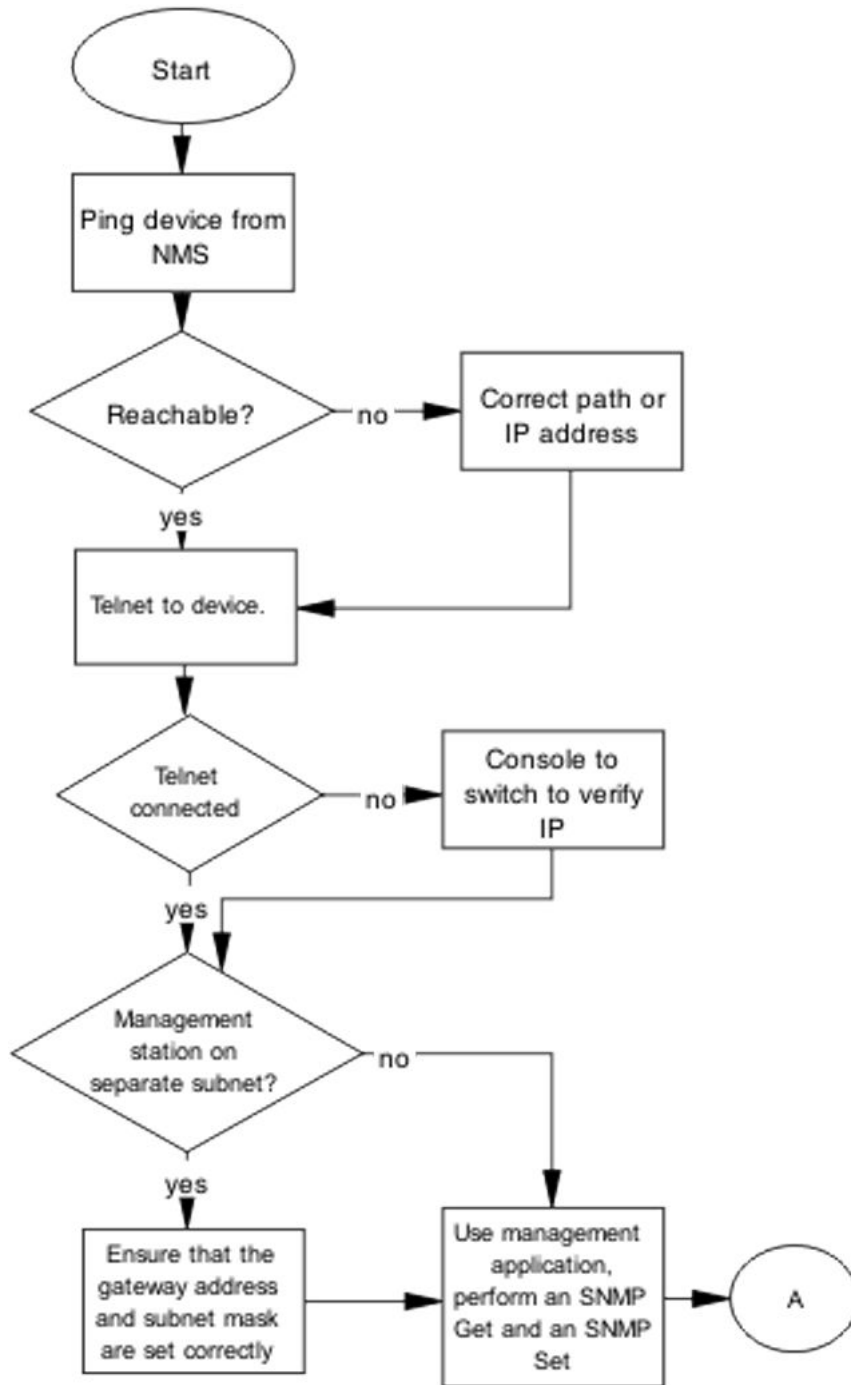 Start
Ping device from
NMS
Reachable?
no
Correct path or
IP address
yes
Telnet to device.
Telnet
connected
no
Console to
switch to verify
IP
yes
Management
station on
separate subnet?
no
yes
Ensure that the
gateway address
and subnet mask
are set correctly
Use management
application,
perform an SNMP
Get and an SNMP
Set
A